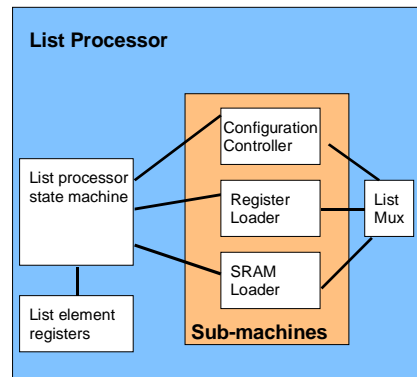 List Processor
Configuration
Controller
List processor
state machine
Register
Loader
List
Mux
SRAM
Loader
List element
registers
Sub-machines